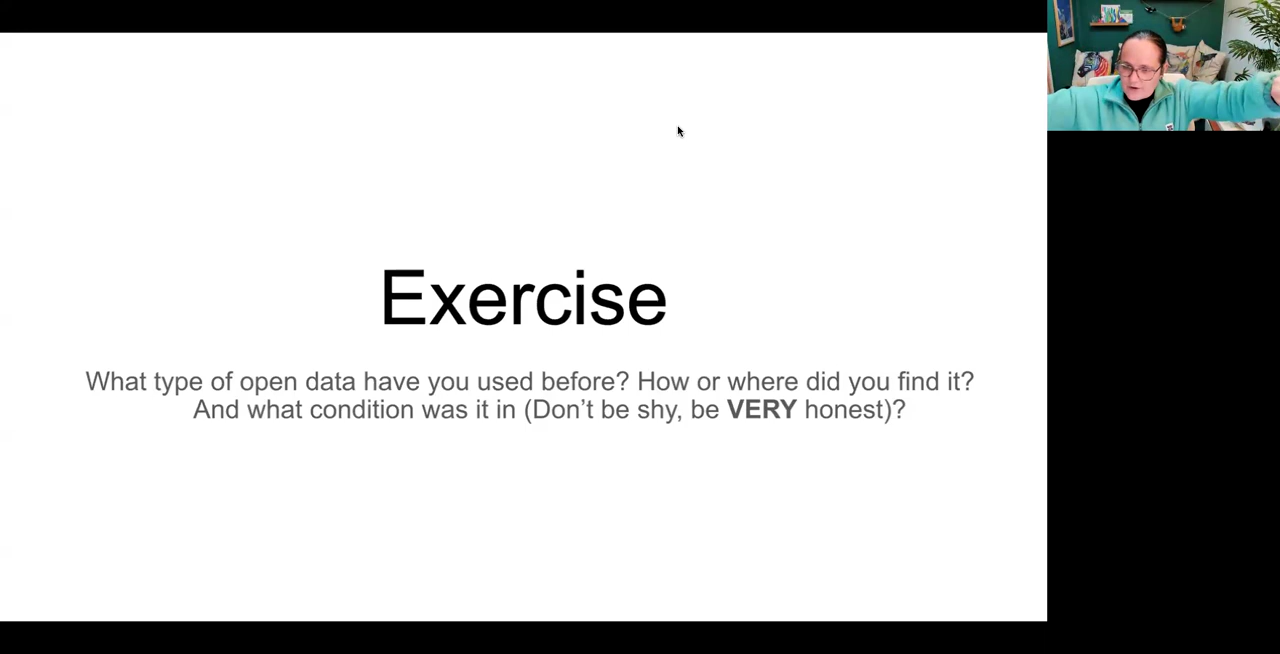 Exercise
What type of open data have you used before? How or where did you find it?
And what condition was it in (Don’t be shy, be VERY honest)?